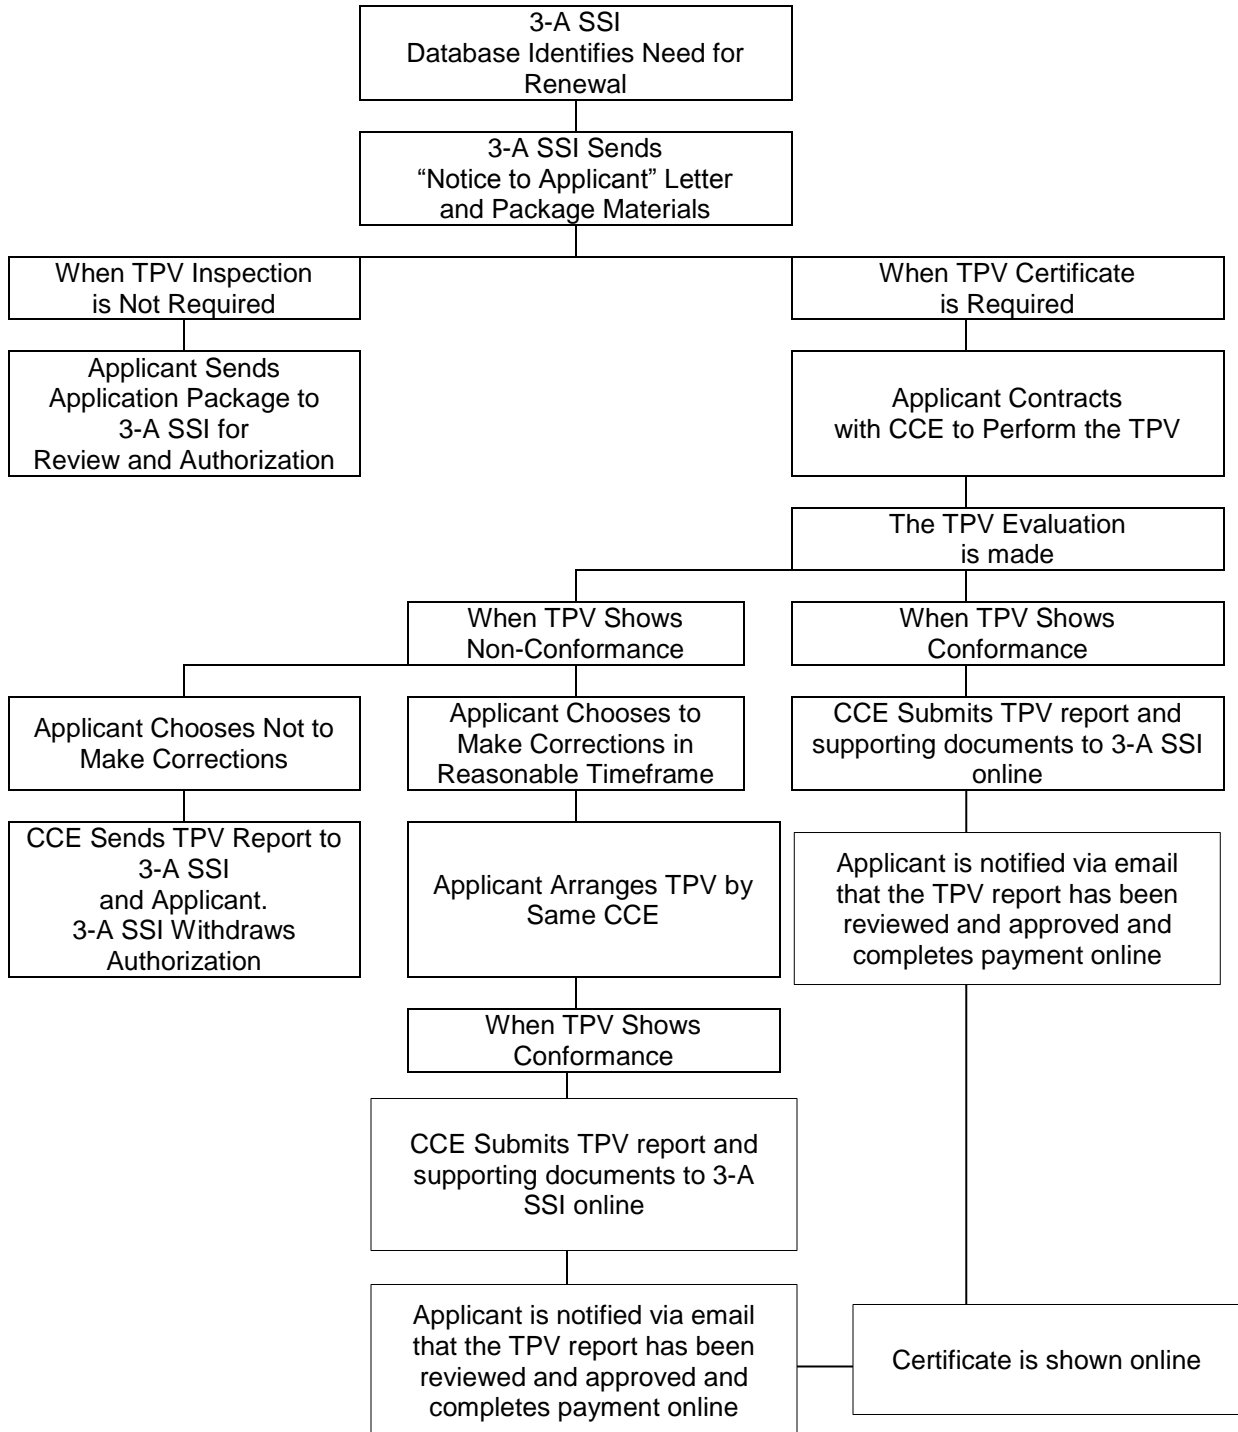 3-A SSI
Database Identifies Need for
Renewal
3-A SSI Sends
“Notice to Applicant” Letter
and Package Materials
When TPV Inspection
is Not Required
When TPV Certificate
is Required
Applicant Sends
Application Package to
3-A SSI for
Review and Authorization
Applicant Contracts
with CCE to Perform the TPV
The TPV Evaluation
is made
When TPV Shows
Non-Conformance
When TPV Shows
Conformance
Applicant Chooses Not to
Make Corrections
Applicant Chooses to
Make Corrections in
Reasonable Timeframe
CCE Submits TPV report and
supporting documents to 3-A SSI
online
CCE Sends TPV Report to
3-A SSI
and Applicant.
3-A SSI Withdraws
Authorization
Applicant Arranges TPV by
Same CCE
Applicant is notified via email
that the TPV report has been
reviewed and approved and
completes payment online
When TPV Shows
Conformance
CCE Submits TPV report and
supporting documents to 3-A
SSI online
Applicant is notified via email
that the TPV report has been
reviewed and approved and
completes payment online
Certificate is shown online